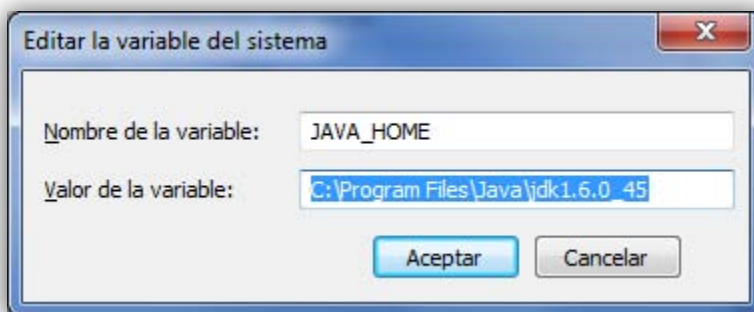 Editar la variable del sistema
Nombre de la variable: JAVA_HOME
Valor de la variable: C:\Program Files\Java\jdk1.6.0_45
Aceptar Cancelar